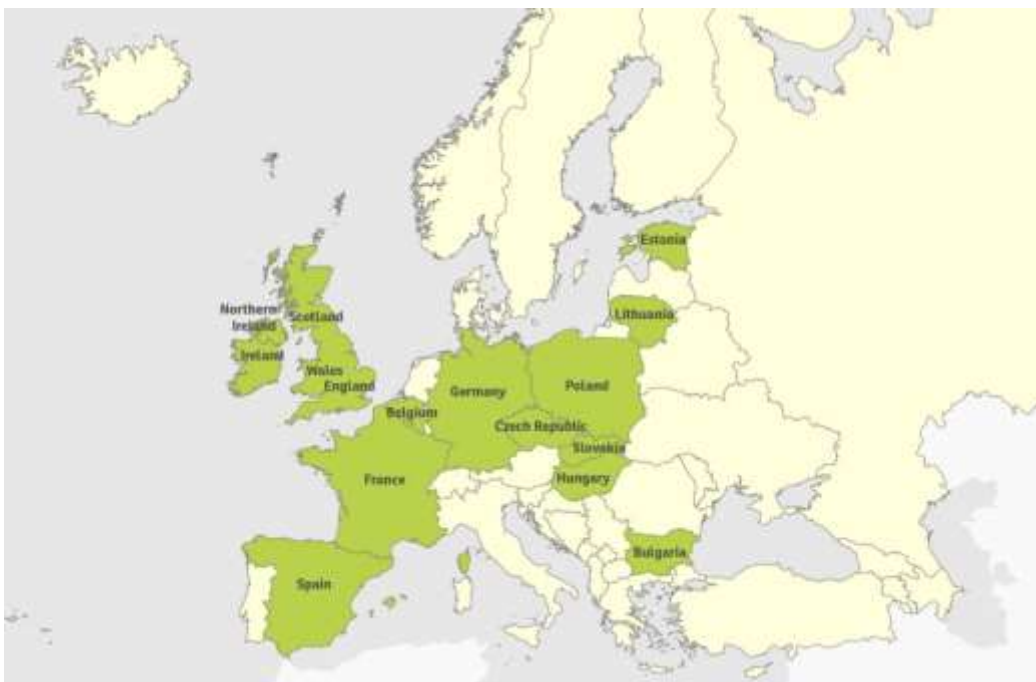 Estonia
Northern
Ireland
Scotland
Lithuania
Ireland
Wales
England
Germany
Poland
Belgium
Czech Republic
Slovakia
France
Hungary
Bulgaria
Spain